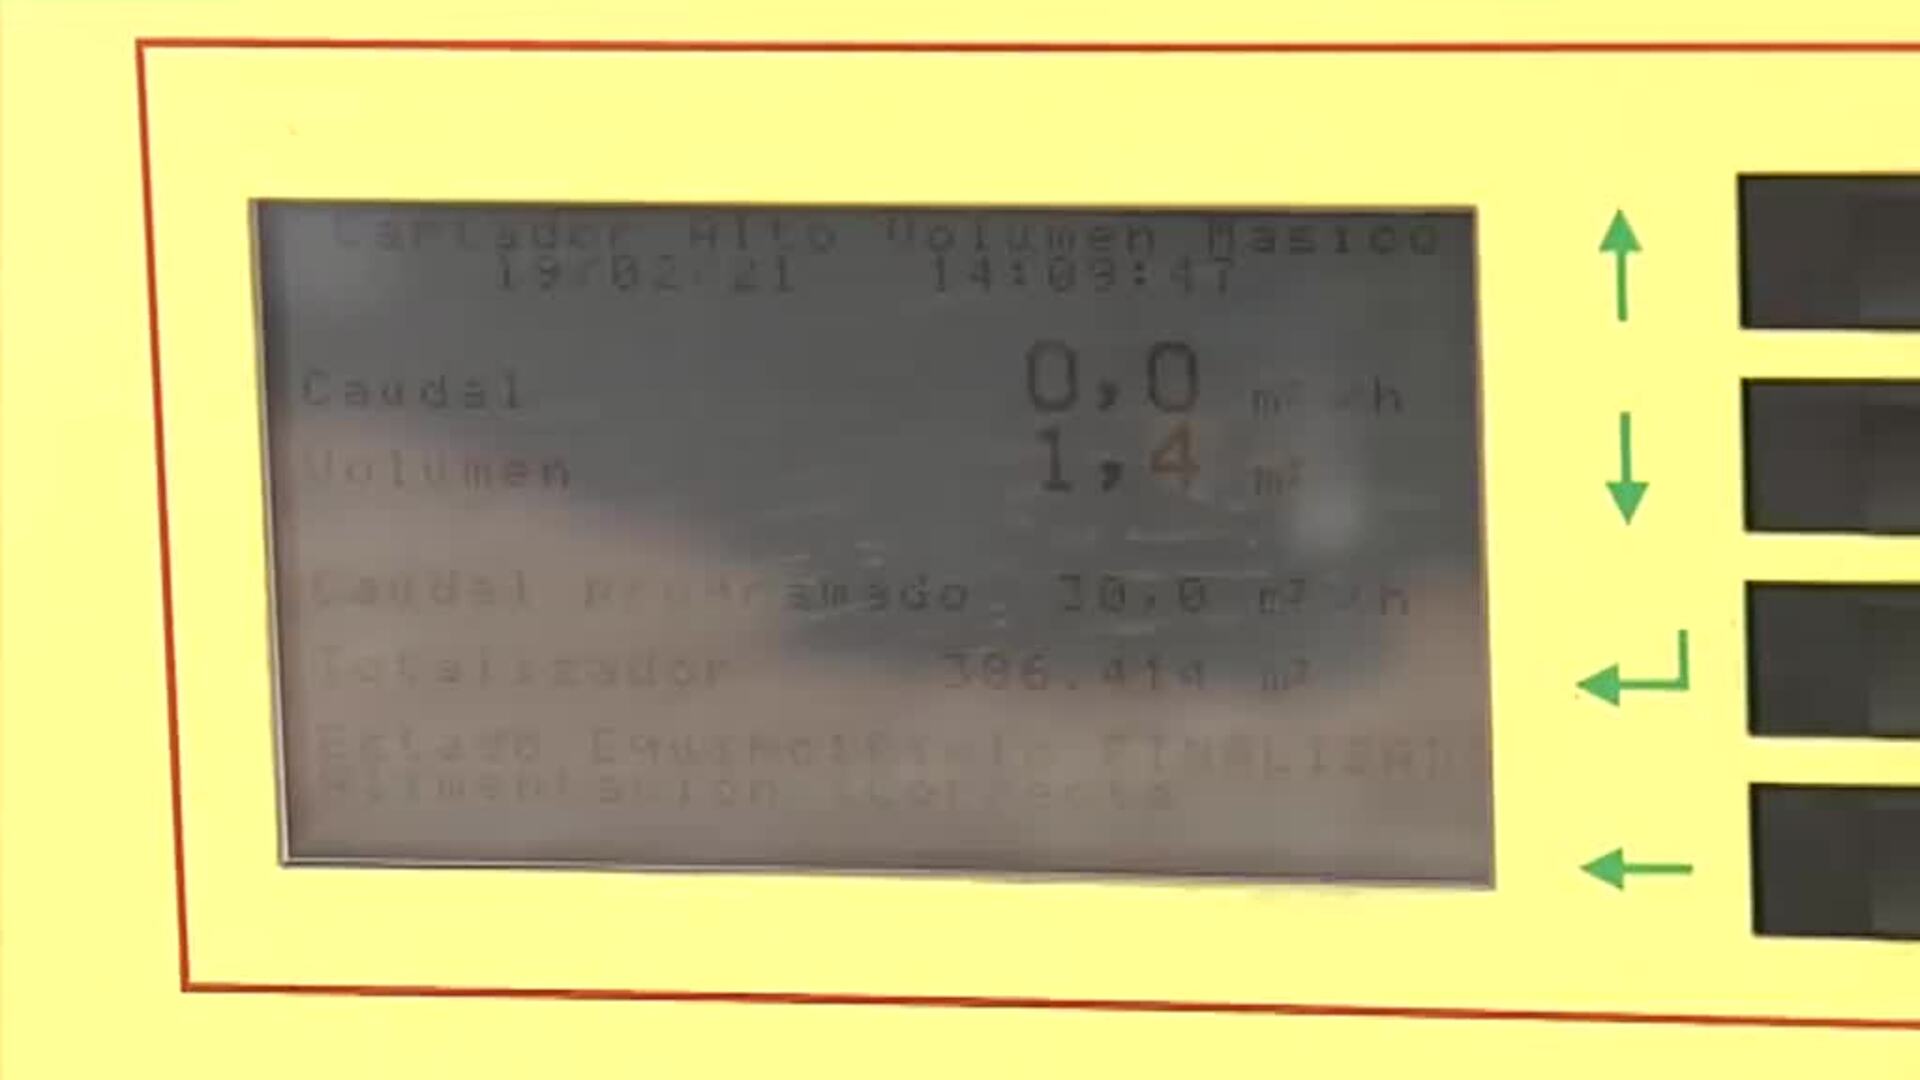 Captador Alto Volumen Masico
19/02/21 14:09:47
Caudal 0,0 m³/h
Volumen 1,4 m³
Caudal programado 30,0 m³/h
Totalizador 306.414 m³
Estado Equipo FINALIZAD
Alimentacion Correcta